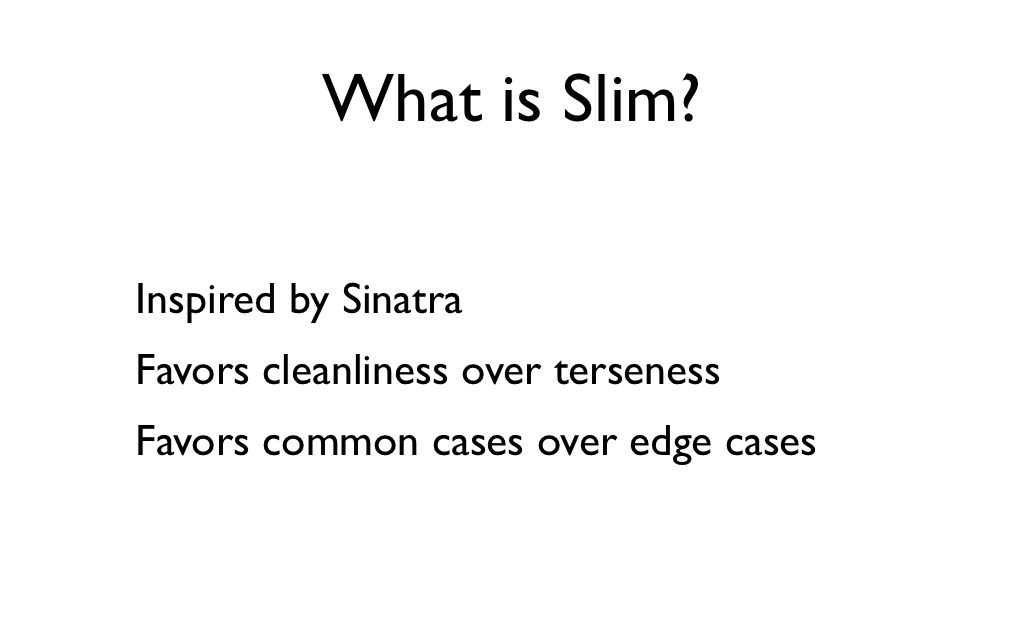 What is Slim?
Inspired by Sinatra
Favors cleanliness over terseness
Favors common cases over edge cases